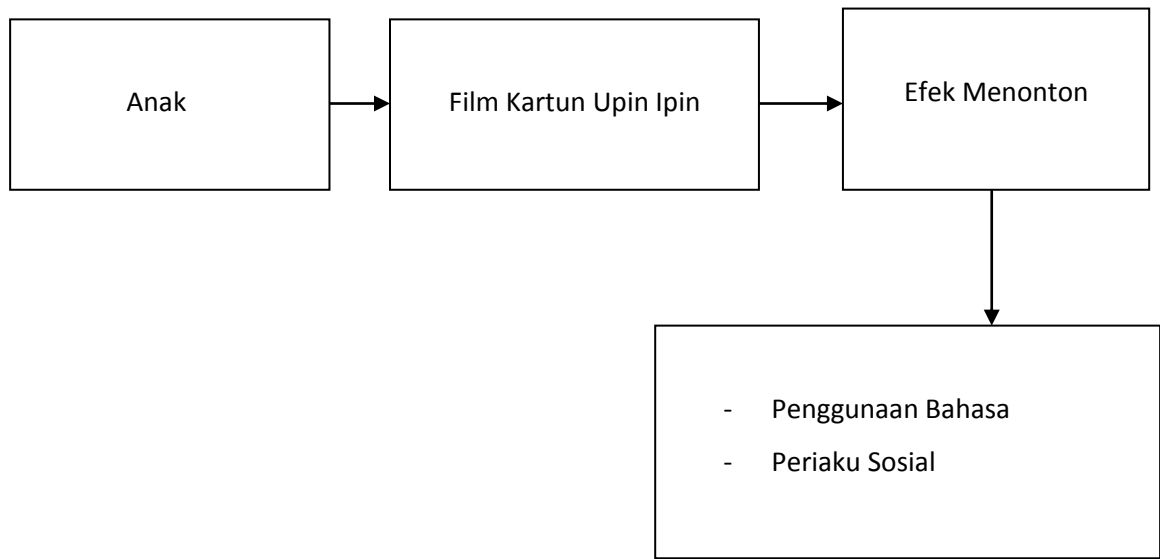 Anak
Film Kartun Upin Ipin
Efek Menonton
- Penggunaan Bahasa
- Periaku Sosial